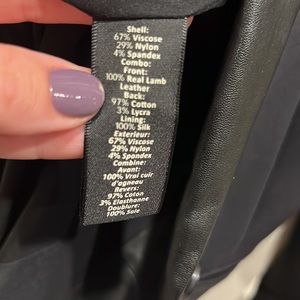 Shell:
67% Viscose
29% Nylon
4% Spandex
Combo:
Front:
100% Real Lamb
Leather
Back:
97% Cotton
3% Lycra
Lining:
100% Silk
Exterieur:
67% Viscose
29% Nylon
4% Spandex
Combine:
Avant:
100% Vrai cuir
d'agneau
Revers:
97% Coton
3% Elasthanne
Doublure:
100% Soie